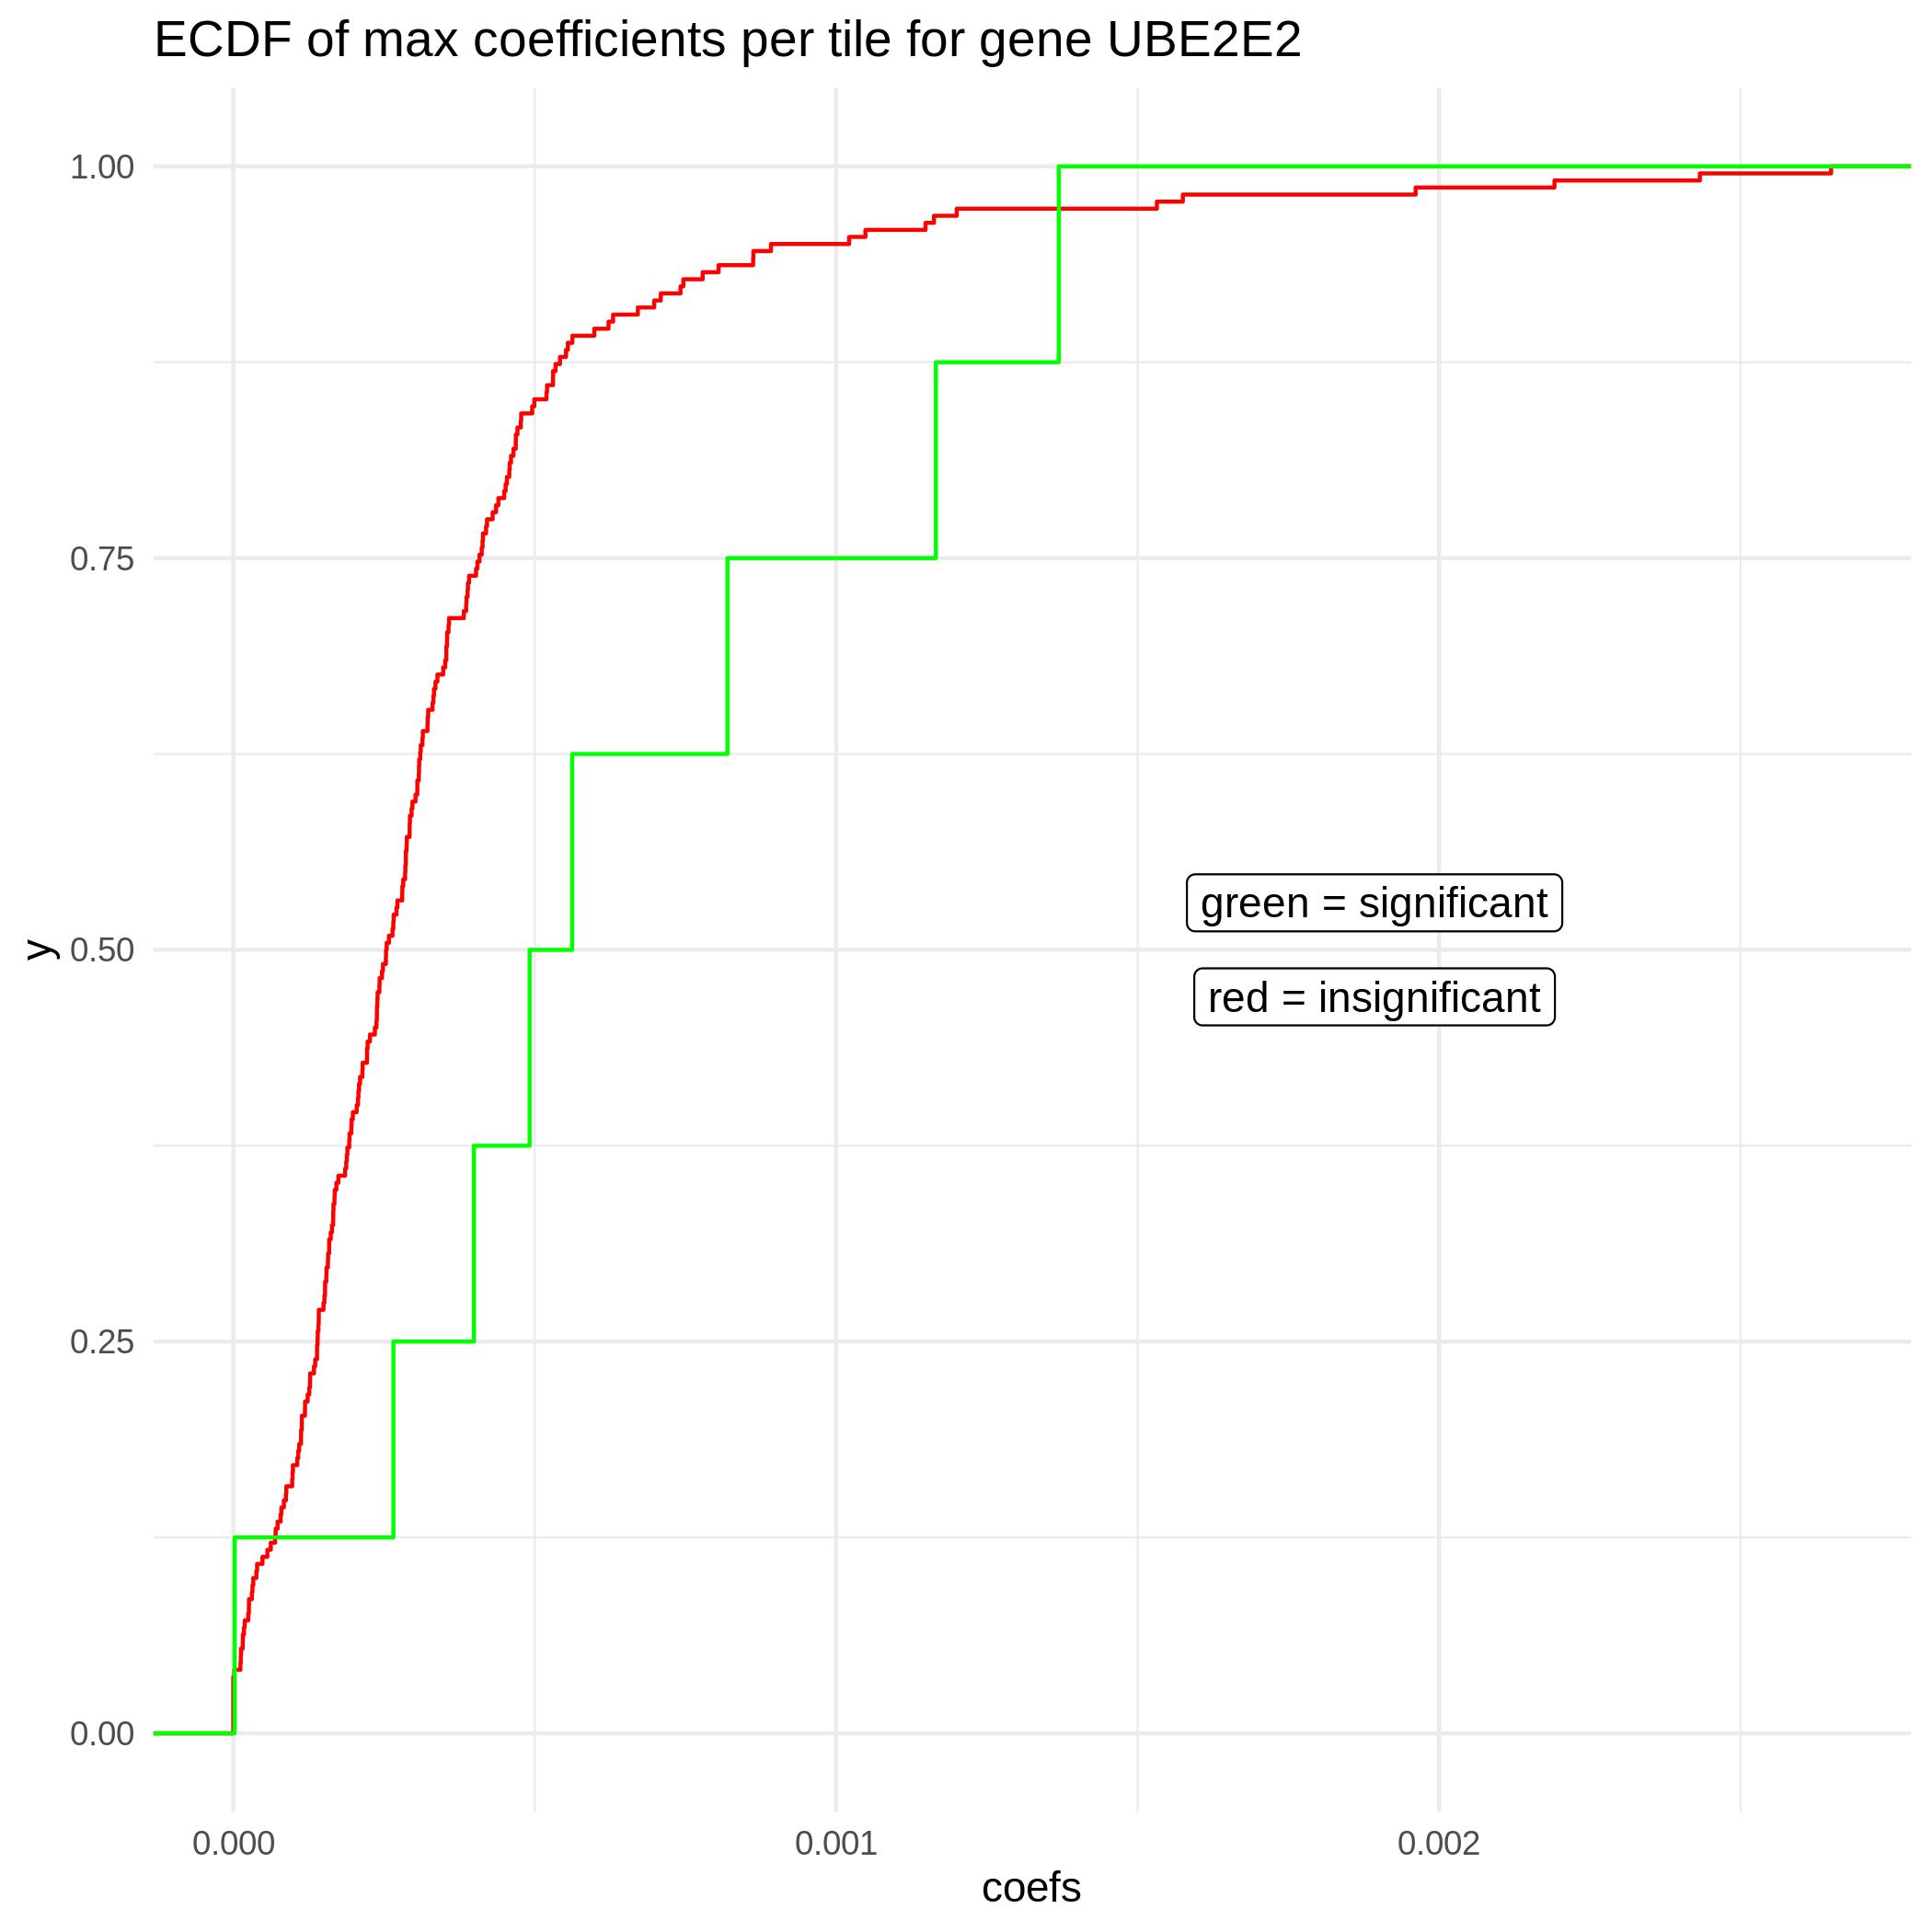 ECDF of max coefficients per tile for gene UBE2E2
1.00
0.75
0.50
0.25
0.00
y
green = significant
red = insignificant
0.000 0.001 0.002
coefs